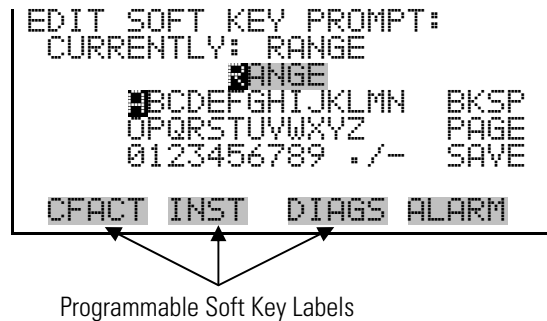 EDIT SOFT KEY PROMPT:
CURRENTLY: RANGE
RANGE
ABCDEFGHIJKLMN BKSP
OPQRSTUVWXYZ PAGE
0123456789 ./- SAVE
CFACT INST DIAGS ALARM
Programmable Soft Key Labels